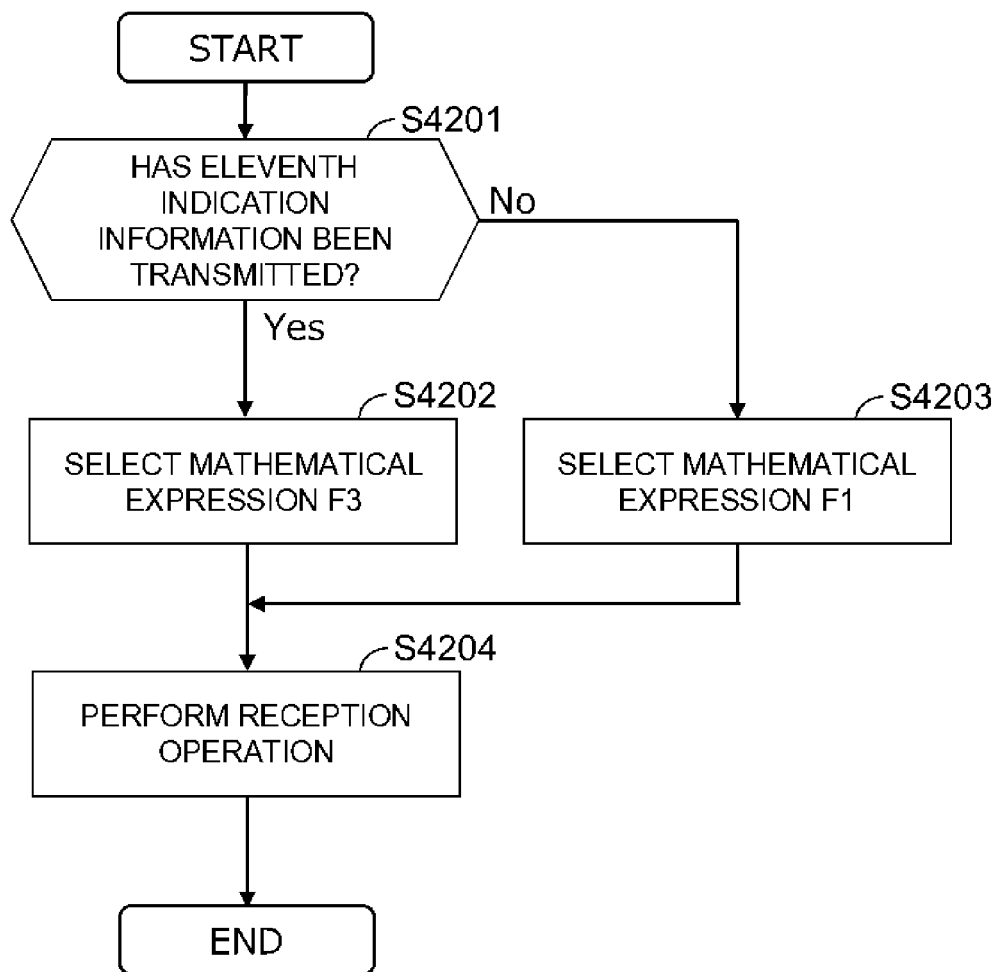 START
S4201
HAS ELEVENTH
INDICATION
INFORMATION BEEN
TRANSMITTED?
No
Yes
S4202
SELECT MATHEMATICAL
EXPRESSION F3
S4203
SELECT MATHEMATICAL
EXPRESSION F1
S4204
PERFORM RECEPTION
OPERATION
END